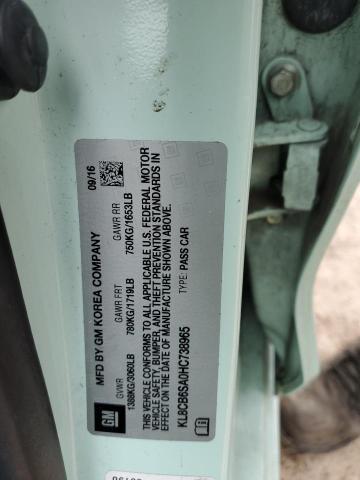 MFD BY GM KOREA COMPANY 09/16
GVWR GAWR FRT GAWR RR
1388KG/3060LB 780KG/1719LB 750KG/1653LB
THIS VEHICLE CONFORMS TO ALL APPLICABLE U.S. FEDERAL MOTOR
VEHICLE SAFETY, BUMPER, AND THEFT PREVENTION STANDARDS IN
EFFECT ON THE DATE OF MANUFACTURE SHOWN ABOVE.
KL8CB6SA0HC738965 TYPE: PASS CAR
GM